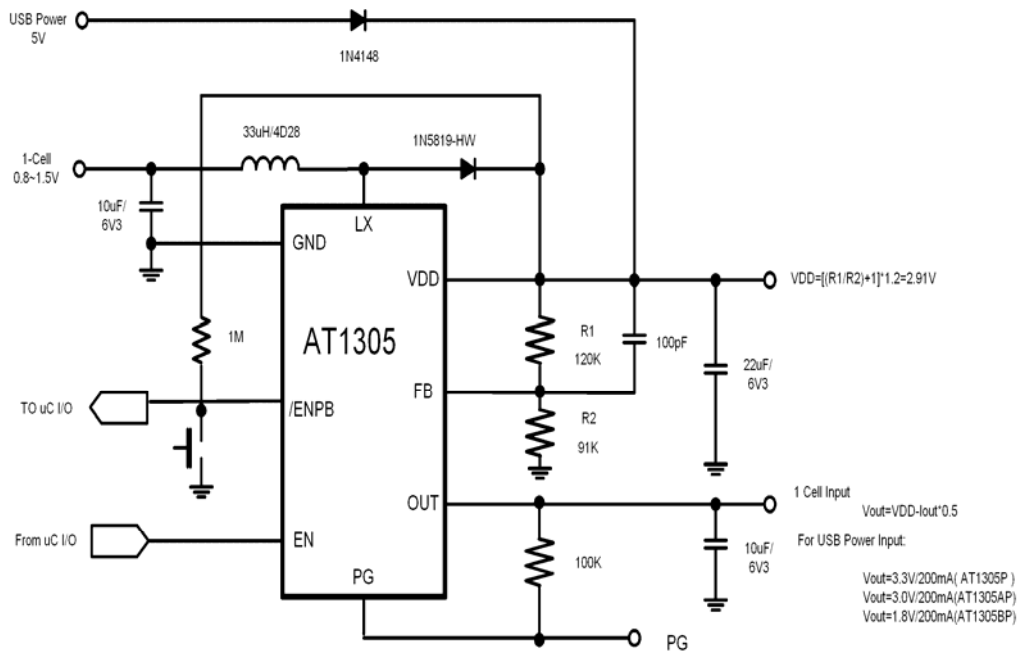 USB Power
5V
1N4148
33uH/4D28
1N5819-HW
1-Cell
0.8~1.5V
10uF/
6V3
LX
GND
VDD
VDD=[(R1/R2)+1]*1.2=2.91V
AT1305
1M
R1
120K
100pF
22uF/
6V3
FB
TO uC I/O
/ENPB
R2
91K
OUT
1 Cell Input
Vout=VDD-Iout*0.5
From uC I/O
EN
100K
10uF/
6V3
For USB Power Input:
PG
Vout=3.3V/200mA( AT1305P )
Vout=3.0V/200mA(AT1305AP)
Vout=1.8V/200mA(AT1305BP)
PG